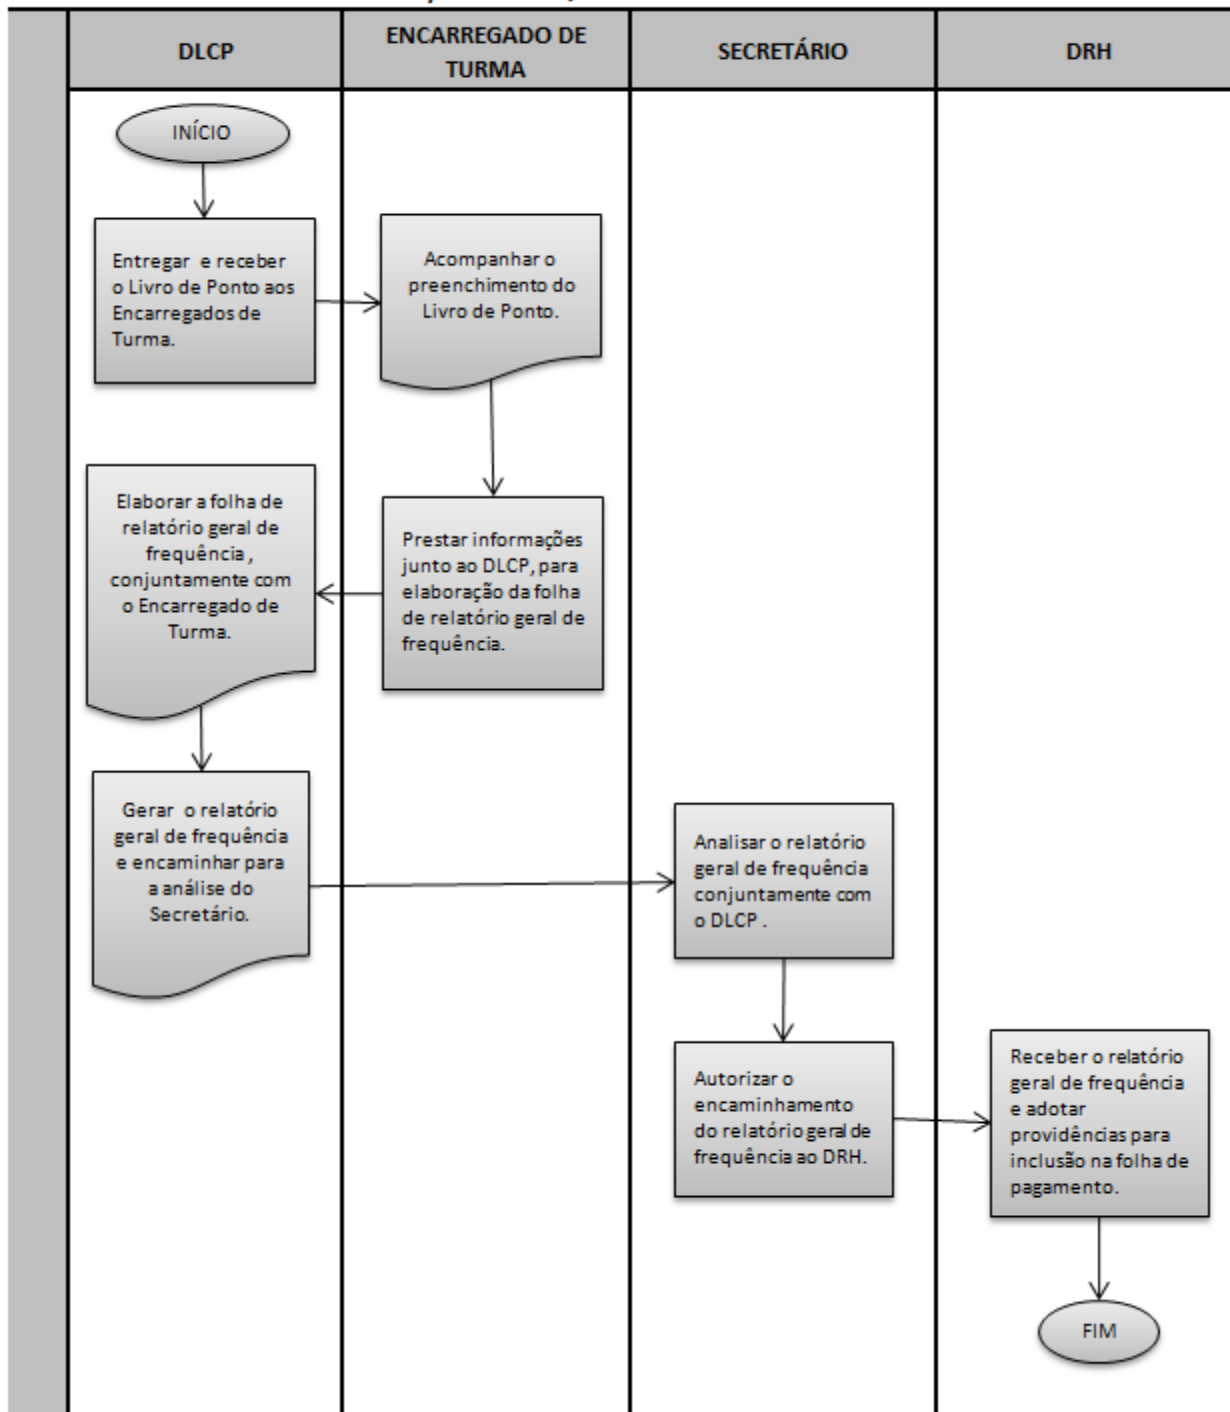 DLCP
ENCARREGADO DE
TURMA
SECRETÁRIO
DRH
INÍCIO
Entregar e receber
o Livro de Ponto aos
Encarregados de
Turma.
Acompanhar o
preenchimento do
Livro de Ponto.
Prestar informações
junto ao DLCP, para
elaboração da folha
de relatório geral de
frequência.
Elaborar a folha de
relatório geral de
frequência ,
conjuntamente com
o Encarregado de
Turma.
Gerar o relatório
geral de frequência
e encaminhar para
a análise do
Secretário.
Analisar o relatório
geral de frequência
conjuntamente com
o DLCP .
Autorizar o
encaminhamento
do relatório geral de
frequência ao DRH.
Receber o relatório
geral de frequência
e adotar
providências para
inclusão na folha de
pagamento.
FIM